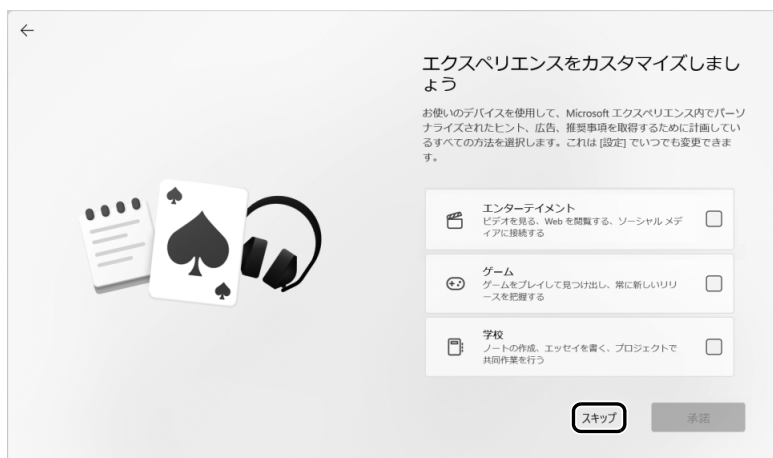 エクスペリエンスをカスタマイズしまし
ょう
お使いのデバイスを使用して、Microsoft エクスペリエンス内でパーソ
ナライズされたヒント、広告、推奨事項を取得するために計画してい
るすべての方法を選択します。これは [設定] でいつでも変更できま
す。
エンターテイメント
ビデオを見る、Web を閲覧する、ソーシャル メデ
ィアに接続する
ゲーム
ゲームをプレイして見つけ出し、常に新しいリリ
ースを把握する
学校
ノートの作成、エッセイを書く、プロジェクトで
共同作業を行う
スキップ
承諾